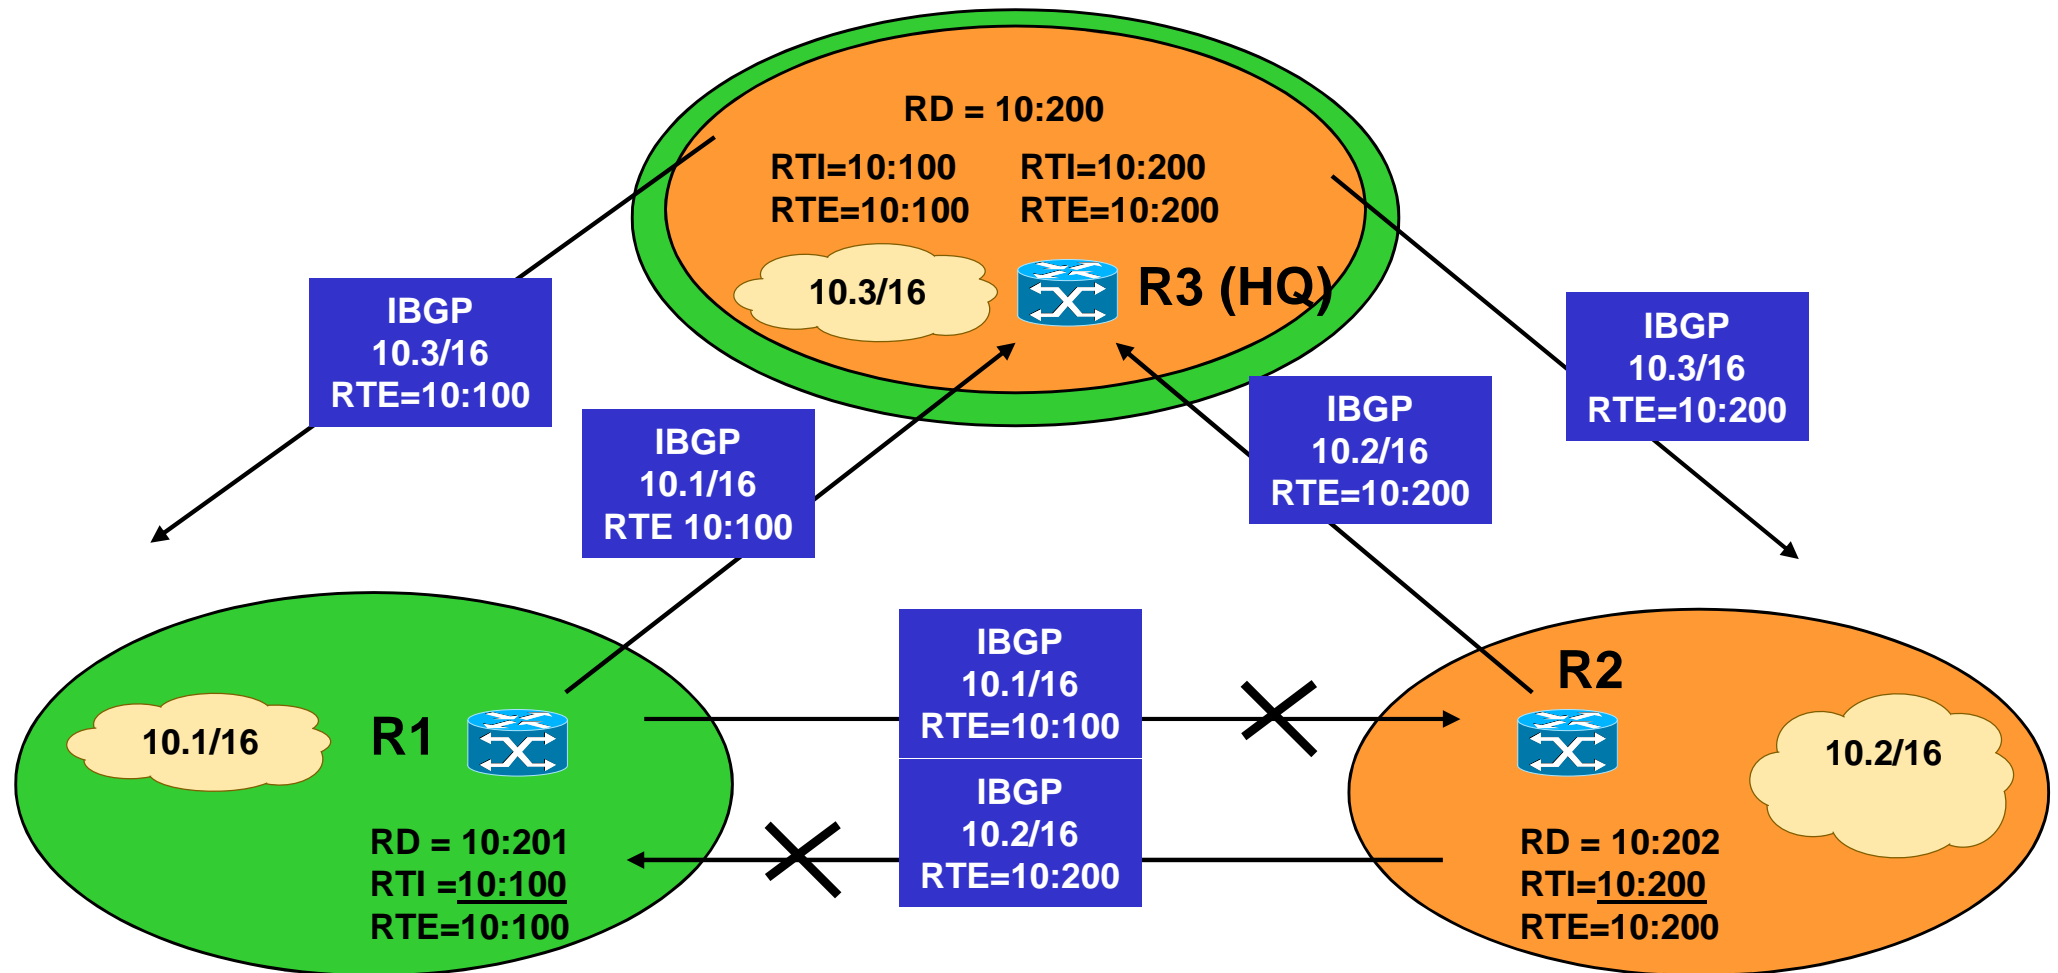 RD = 10:200
RTI=10:100 RTI=10:200
RTE=10:100 RTE=10:200
10.3/16
R3 (HQ)
IBGP
10.3/16
RTE=10:100
IBGP
10.1/16
RTE 10:100
IBGP
10.2/16
RTE=10:200
IBGP
10.3/16
RTE=10:200
IBGP
10.1/16
RTE=10:100
IBGP
10.2/16
RTE=10:200
10.1/16
R1
RD = 10:201
RTI =10:100
RTE=10:100
R2
10.2/16
RD = 10:202
RTI=10:200
RTE=10:200